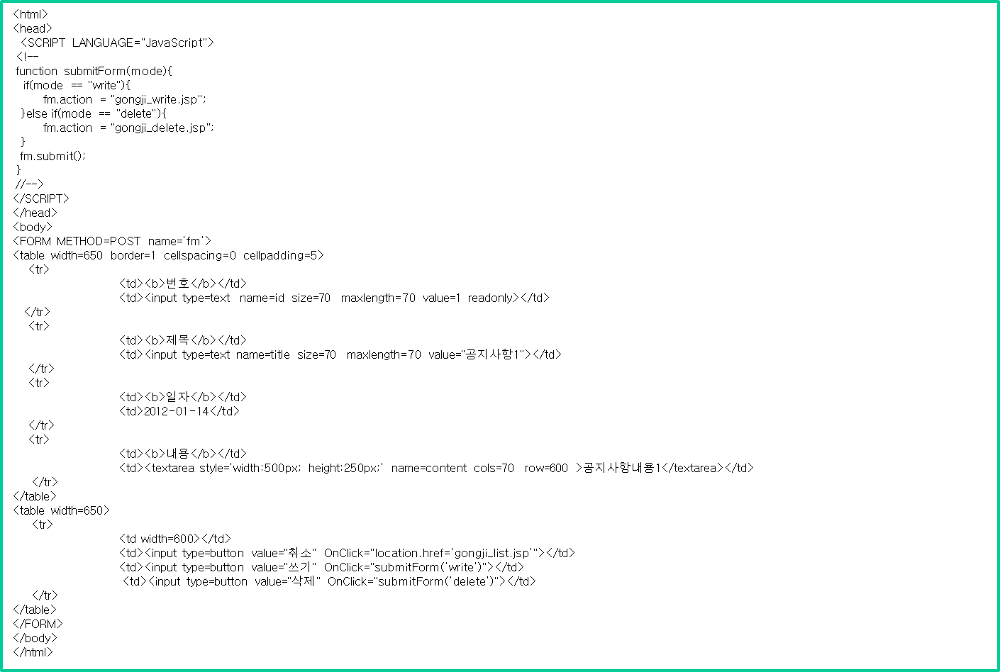 <html>
<head>
<SCRIPT LANGUAGE="JavaScript">
<!--
function submitForm(mode){
if(mode == "write"){
fm.action = "gongji_write.jsp";
}else if(mode == "delete"){
fm.action = "gongji_delete.jsp";
}
fm.submit();
}
//-->
</SCRIPT>
</head>
<body>
<FORM METHOD=POST name='fm'>
<table width=650 border=1 cellspacing=0 cellpadding=5>
<tr>
<td><b>번호</b></td>
<td><input type=text name=id size=70 maxlength=70 value=1 readonly></td>
</tr>
<tr>
<td><b>제목</b></td>
<td><input type=text name=title size=70 maxlength=70 value="공지사항1"></td>
</tr>
<tr>
<td><b>일자</b></td>
<td>2012-01-14</td>
</tr>
<tr>
<td><b>내용</b></td>
<td><textarea style='width:500px; height:250px;' name=content cols=70 row=600 >공지사항내용1</textarea></td>
</tr>
</table>
<table width=650>
<tr>
<td width=600></td>
<td><input type=button value="취소" OnClick="location.href='gongji_list.jsp'"></td>
<td><input type=button value="쓰기" OnClick="submitForm('write')"></td>
<td><input type=button value="삭제" OnClick="submitForm('delete')"></td>
</tr>
</table>
</FORM>
</body>
</html>